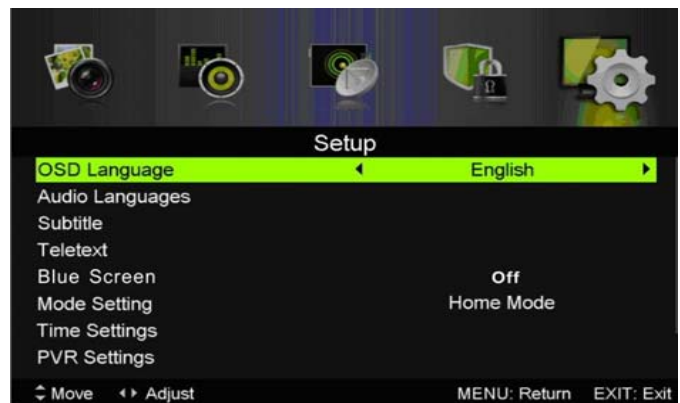 Setup
OSD Language English
Audio Languages
Subtitle
Teletext
Blue Screen Off
Mode Setting Home Mode
Time Settings
PVR Settings
Move Adjust MENU: Return EXIT: Exit